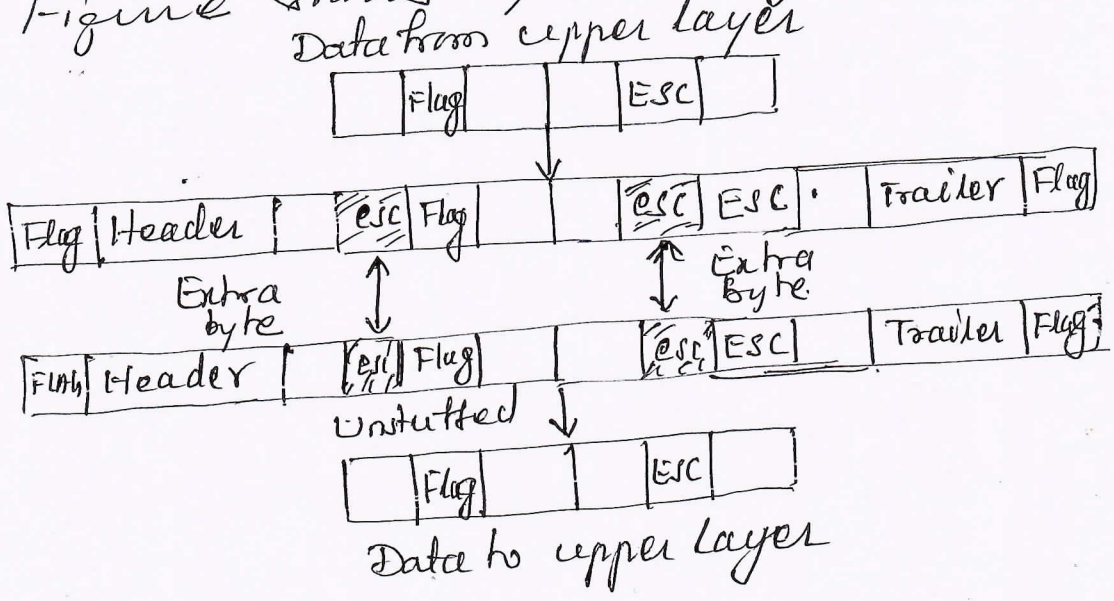 Figure
Data from upper layer
Flag ESC
Flag Header esc Flag esc ESC Trailer Flag
Extra byte
Extra Byte.
FLAG Header esc Flag esc ESC Trailer Flag
Unstuffed
Flag ESC
Data to upper layer